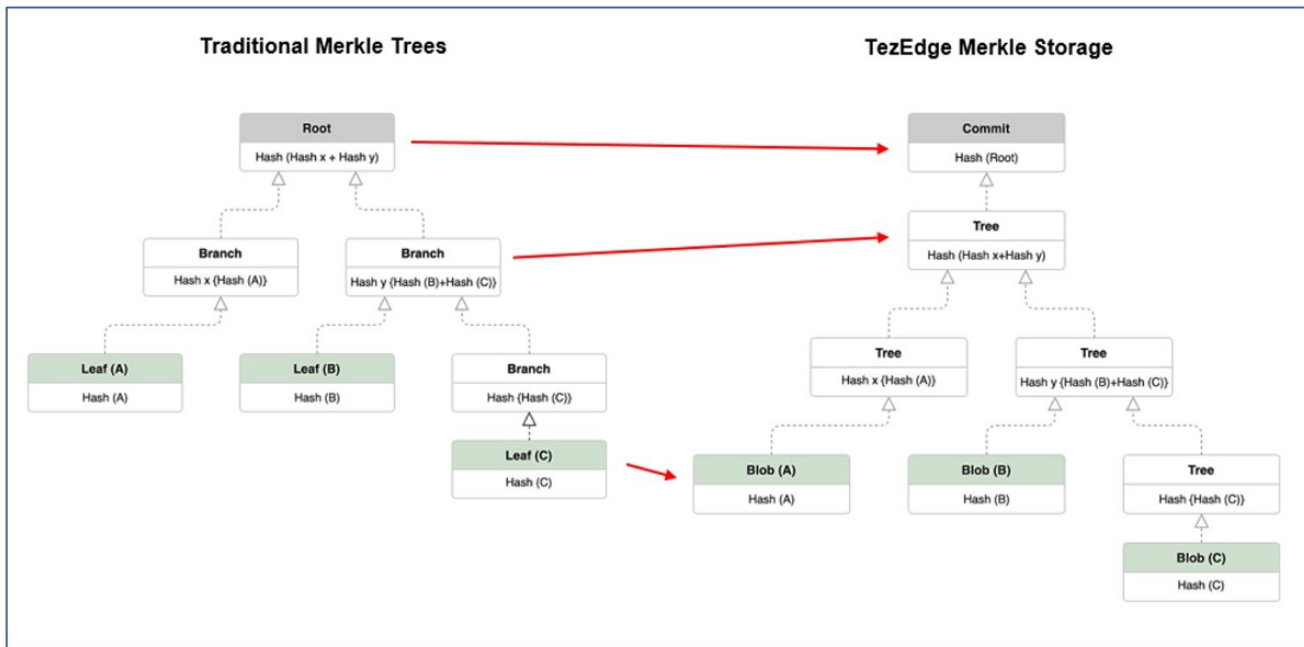 Traditional Merkle Trees
TezEdge Merkle Storage
Root
Hash (Hash x + Hash y)
Branch
Hash x {Hash (A)}
Branch
Hash y {Hash (B)+Hash (C)}
Leaf (A)
Hash (A)
Leaf (B)
Hash (B)
Branch
Hash {Hash (C)}
Leaf (C)
Hash (C)
Commit
Hash (Root)
Tree
Hash (Hash x+Hash y)
Tree
Hash x {Hash (A)}
Tree
Hash y {Hash (B)+Hash (C)}
Blob (A)
Hash (A)
Blob (B)
Hash (B)
Tree
Hash {Hash (C)}
Blob (C)
Hash (C)